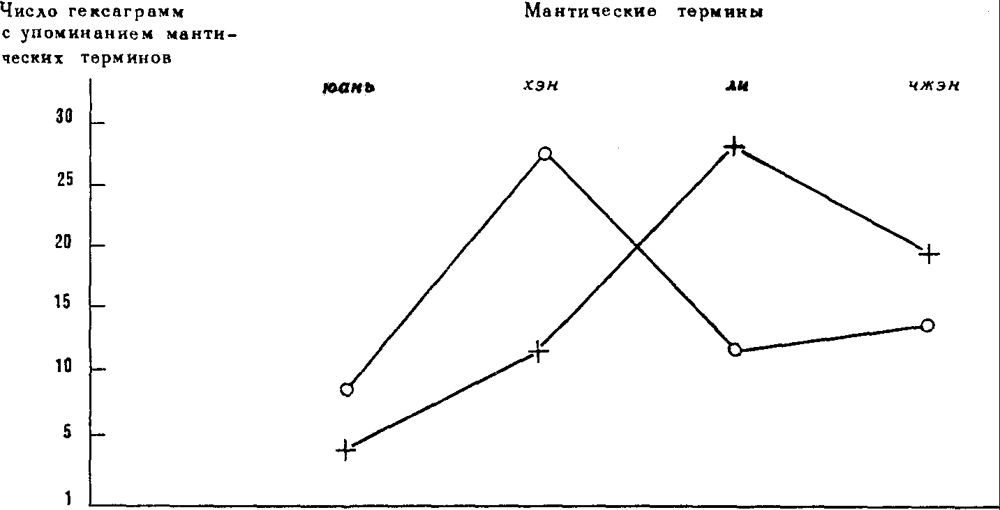 Число гексаграмм
с упоминанием манти-
ческих терминов
Мантические термины
юань хэн ли чжэн
30
25
20
15
10
5
1